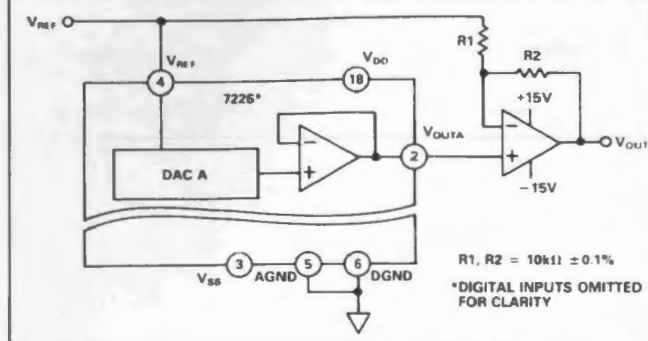 VREF
R1
R2
VREF
4
VDD
18
7226*
+15V
VOUTA
2
−
+
−
+
VOUT
DAC A
−15V
VSS
3
AGND
5
6
DGND
R1, R2 = 10kΩ ±0.1%
*DIGITAL INPUTS OMITTED
FOR CLARITY